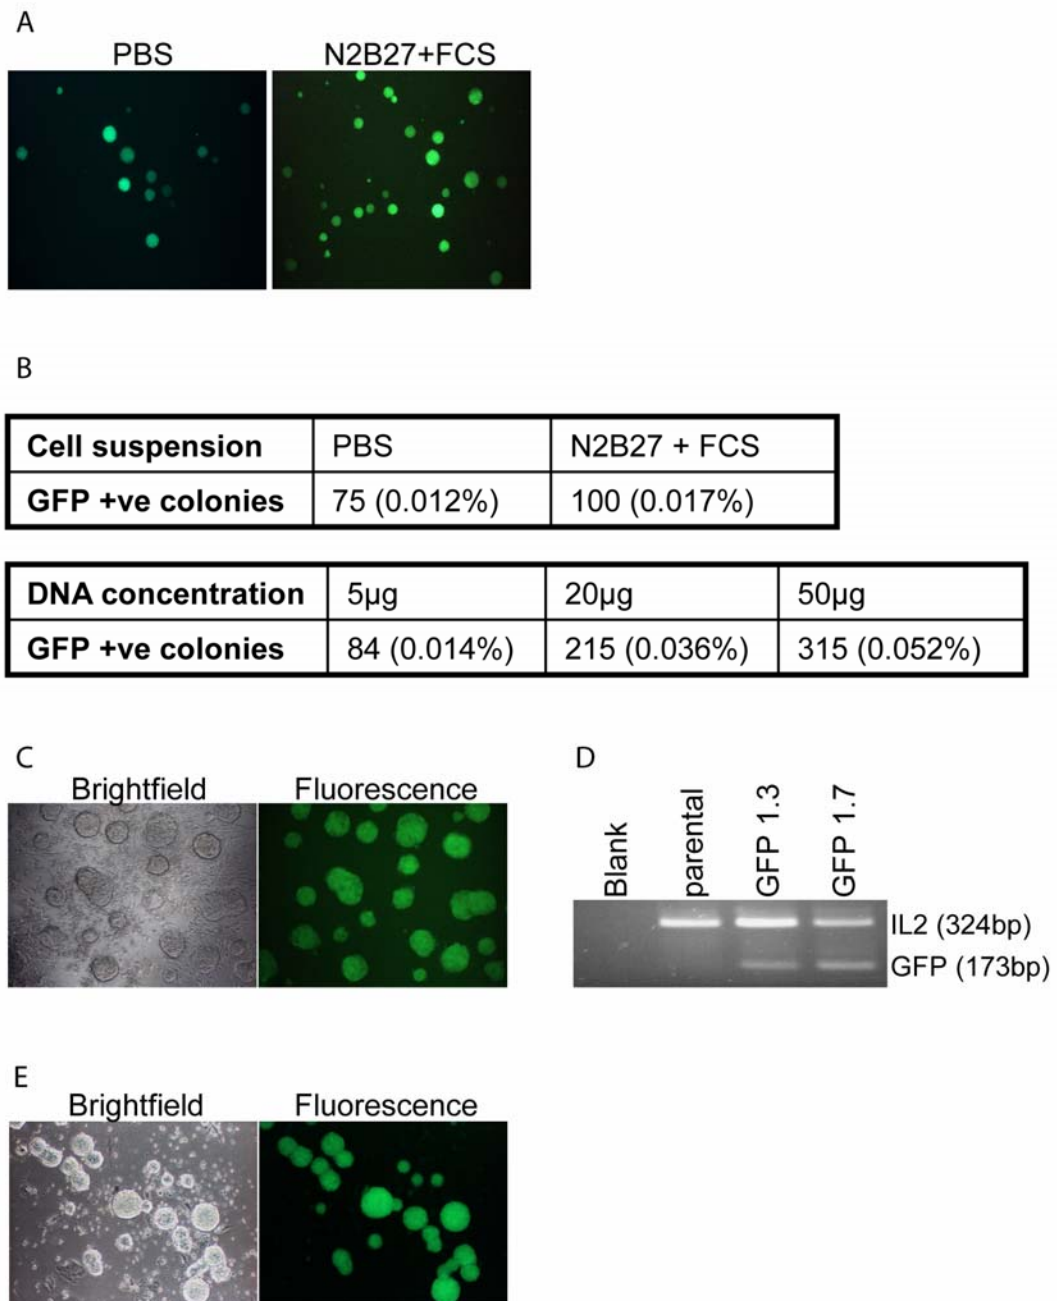 A
PBS N2B27+FCS
B
Cell suspension PBS N2B27 + FCS
GFP +ve colonies 75 (0.012%) 100 (0.017%)
DNA concentration 5µg 20µg 50µg
GFP +ve colonies 84 (0.014%) 215 (0.036%) 315 (0.052%)
C
Brightfield Fluorescence
D
Blank
parental
GFP 1.3
GFP 1.7
IL2 (324bp)
GFP (173bp)
E
Brightfield Fluorescence